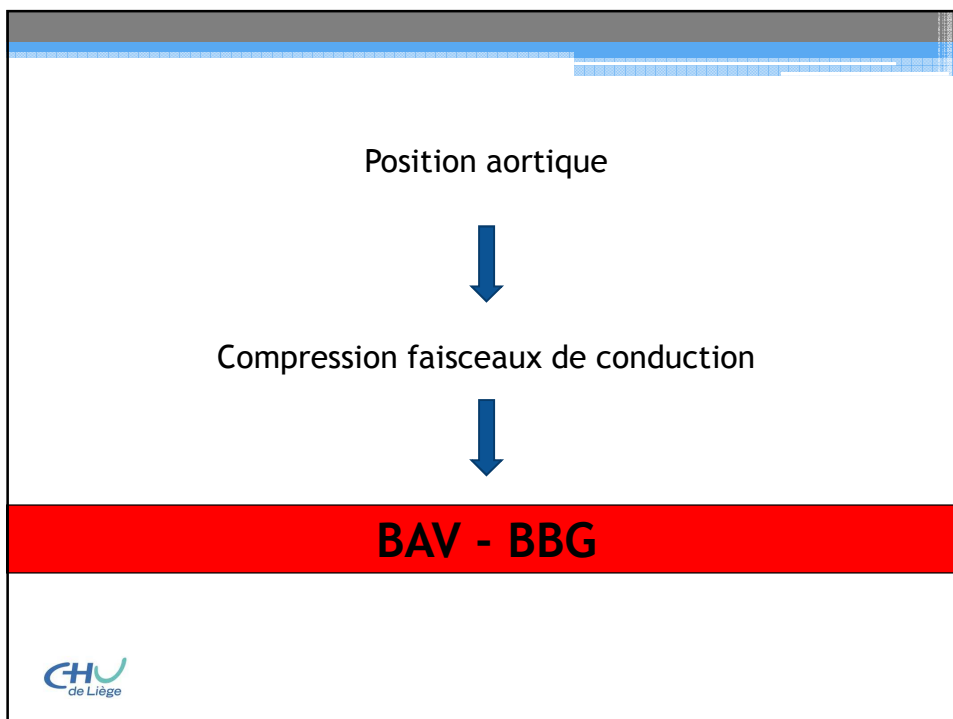 Position aortique
Compression faisceaux de conduction
BAV - BBG
CHU
de Liège